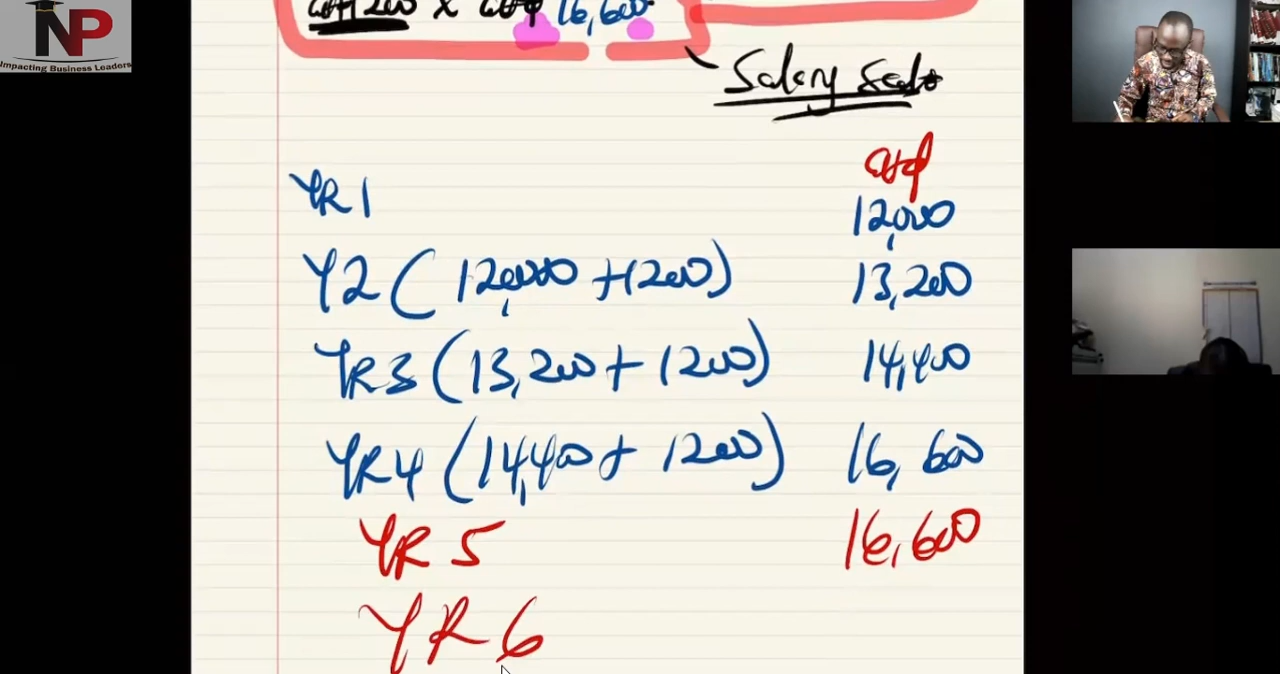 NP
Impacting Business Leaders
1200 x 16,600
Salary Scale
YR 1 12,000
Y2 ( 12,000 +1200) 13,200
YR3 (13,200 + 1200) 14,400
YR4 (14,400 + 1200) 16,600
YR 5 16,600
YR 6